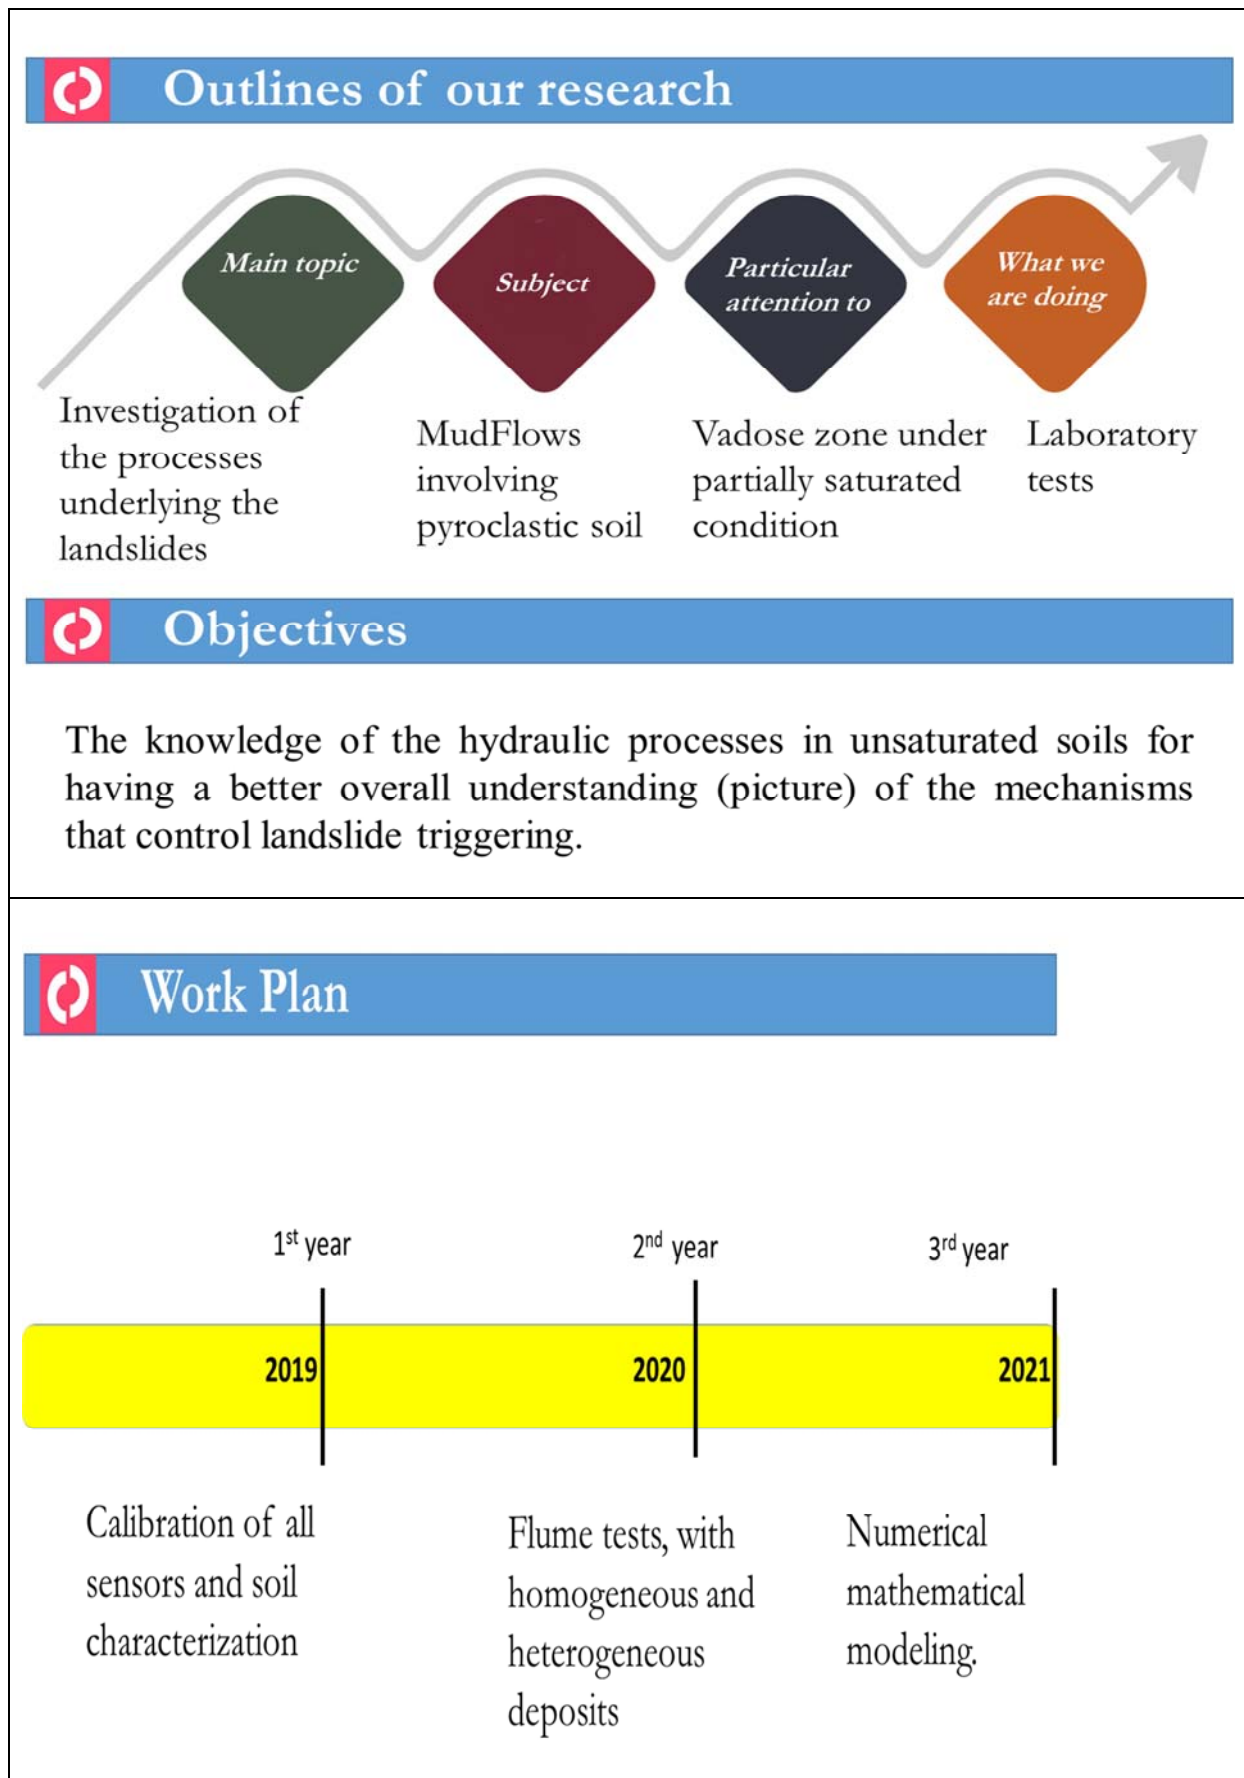 Outlines of our research
Main topic
Subject
Particular
attention to
What we
are doing
Investigation of
the processes
underlying the
landslides
MudFlows
involving
pyroclastic soil
Vadose zone under
partially saturated
condition
Laboratory
tests
Objectives
The knowledge of the hydraulic processes in unsaturated soils for
having a better overall understanding (picture) of the mechanisms
that control landslide triggering.
Work Plan
1st year
2nd year
3rd year
2019
2020
2021
Calibration of all
sensors and soil
characterization
Flume tests, with
homogeneous and
heterogeneous
deposits
Numerical
mathematical
modeling.